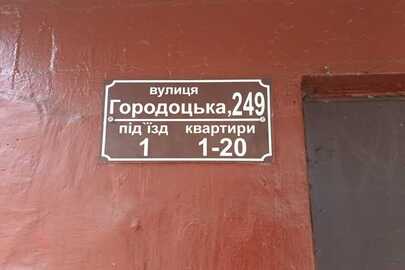 вулиця
Городоцька,249
під'їзд квартири
1 1-20